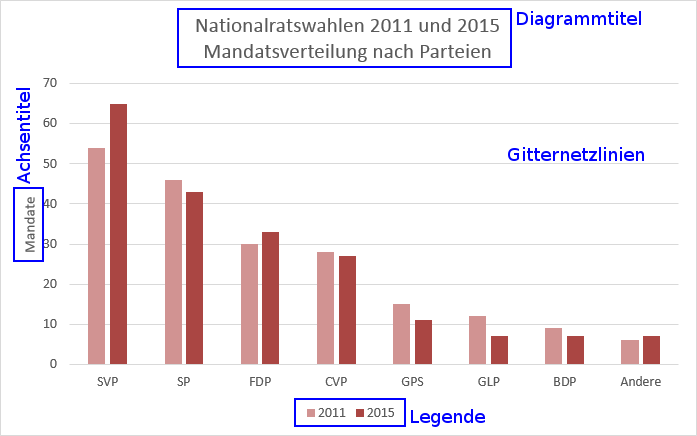 Nationalratswahlen 2011 und 2015
Mandatsverteilung nach Parteien
Diagrammtitel
Achsentitel
Mandate
Gitternetzlinien
70
60
50
40
30
20
10
0
SVP SP FDP CVP GPS GLP BDP Andere
2011 2015
Legende